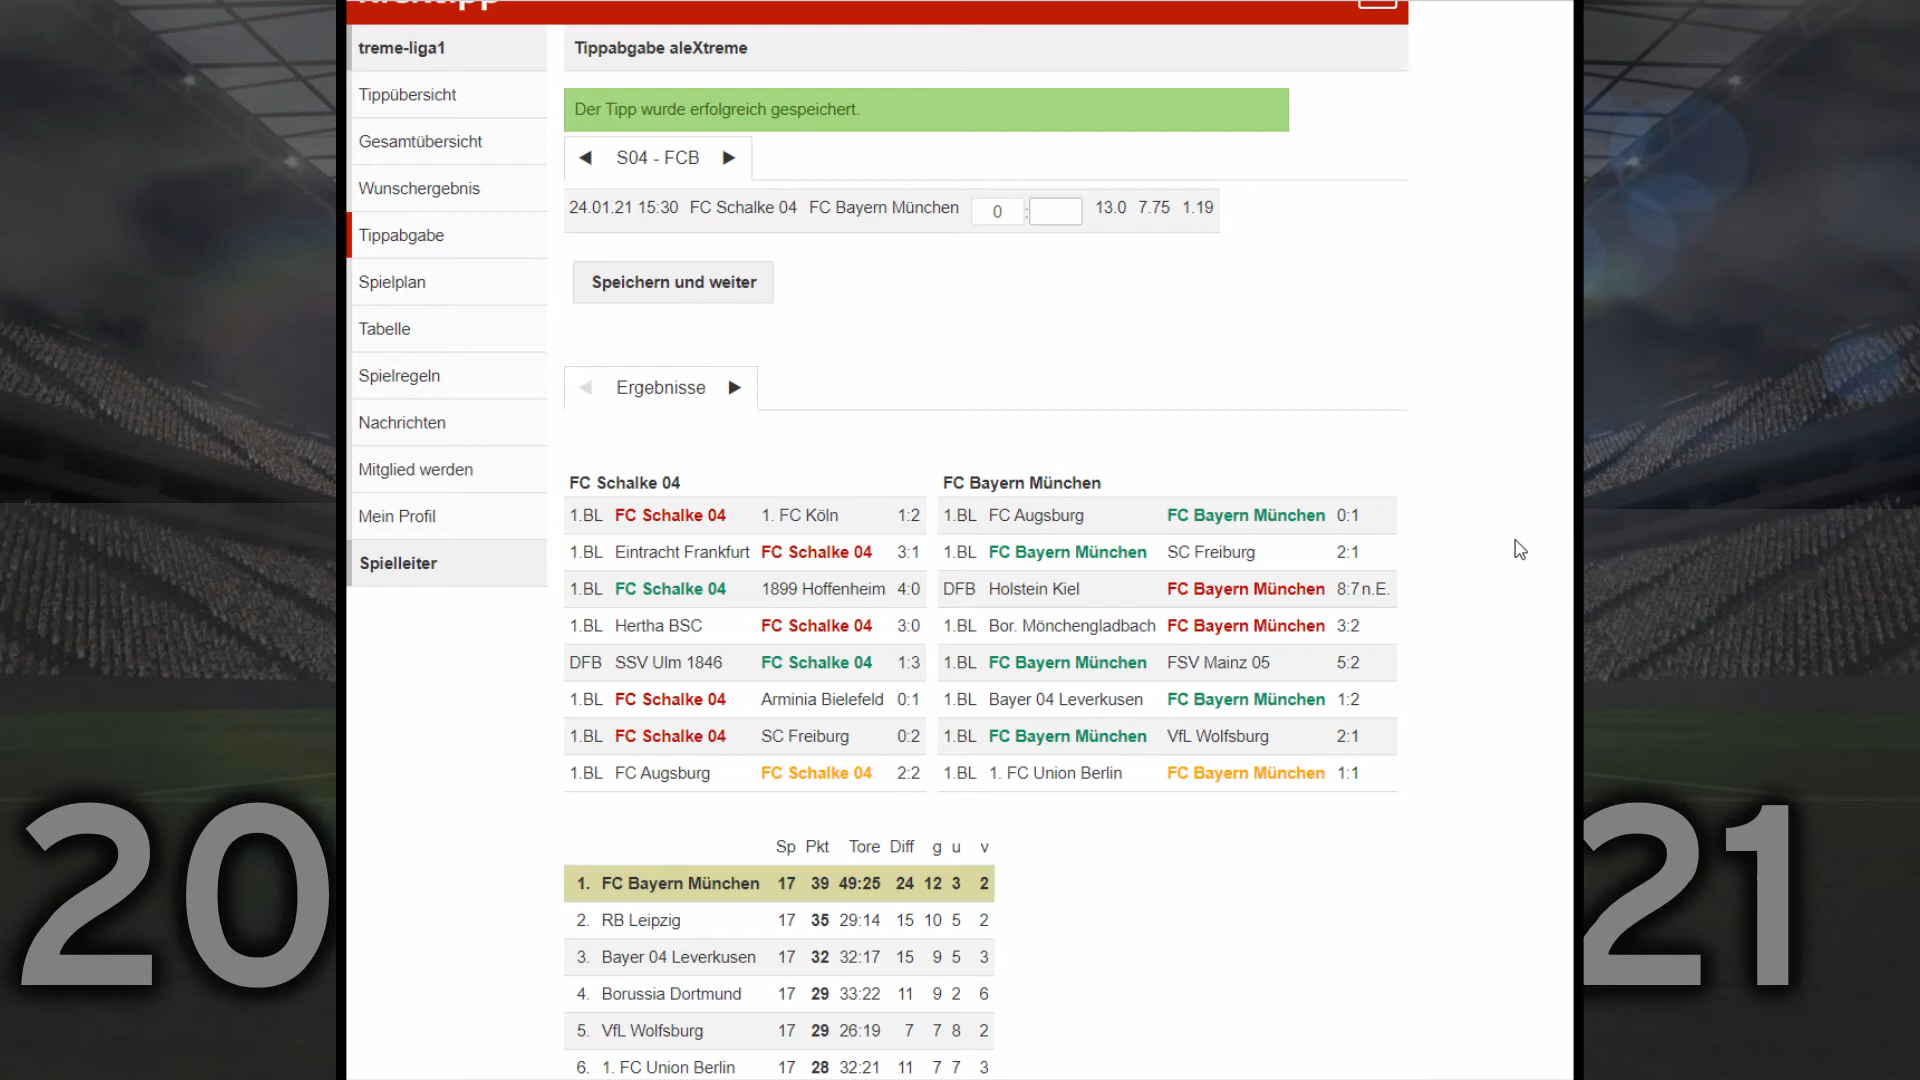 treme-liga1
Tippübersicht
Gesamtübersicht
Wunschergebnis
Tippabgabe
Spielplan
Tabelle
Spielregeln
Nachrichten
Mitglied werden
Mein Profil
Spielleiter
Tippabgabe aleXtreme
Der Tipp wurde erfolgreich gespeichert.
S04 - FCB
24.01.21 15:30 FC Schalke 04 FC Bayern München 0 : 13.0 7.75 1.19
Speichern und weiter
Ergebnisse
FC Schalke 04
1.BL FC Schalke 04 1. FC Köln 1:2
1.BL Eintracht Frankfurt FC Schalke 04 3:1
1.BL FC Schalke 04 1899 Hoffenheim 4:0
1.BL Hertha BSC FC Schalke 04 3:0
DFB SSV Ulm 1846 FC Schalke 04 1:3
1.BL FC Schalke 04 Arminia Bielefeld 0:1
1.BL FC Schalke 04 SC Freiburg 0:2
1.BL FC Augsburg FC Schalke 04 2:2
FC Bayern München
1.BL FC Augsburg FC Bayern München 0:1
1.BL FC Bayern München SC Freiburg 2:1
DFB Holstein Kiel FC Bayern München 8:7 n.E.
1.BL Bor. Mönchengladbach FC Bayern München 3:2
1.BL FC Bayern München FSV Mainz 05 5:2
1.BL Bayer 04 Leverkusen FC Bayern München 1:2
1.BL FC Bayern München VfL Wolfsburg 2:1
1.BL 1. FC Union Berlin FC Bayern München 1:1
Sp Pkt Tore Diff g u v
1. FC Bayern München 17 39 49:25 24 12 3 2
2. RB Leipzig 17 35 29:14 15 10 5 2
3. Bayer 04 Leverkusen 17 32 32:17 15 9 5 3
4. Borussia Dortmund 17 29 33:22 11 9 2 6
5. VfL Wolfsburg 17 29 26:19 7 7 8 2
6. 1. FC Union Berlin 17 28 32:21 11 7 7 3
20
21